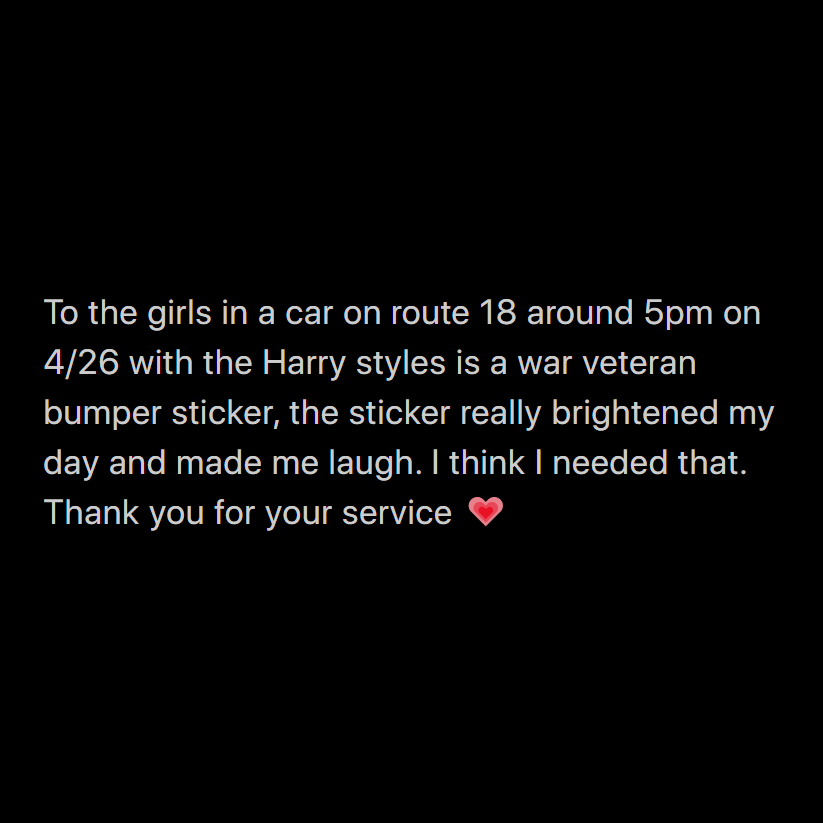 To the girls in a car on route 18 around 5pm on
4/26 with the Harry styles is a war veteran
bumper sticker, the sticker really brightened my
day and made me laugh. I think I needed that.
Thank you for your service 💗